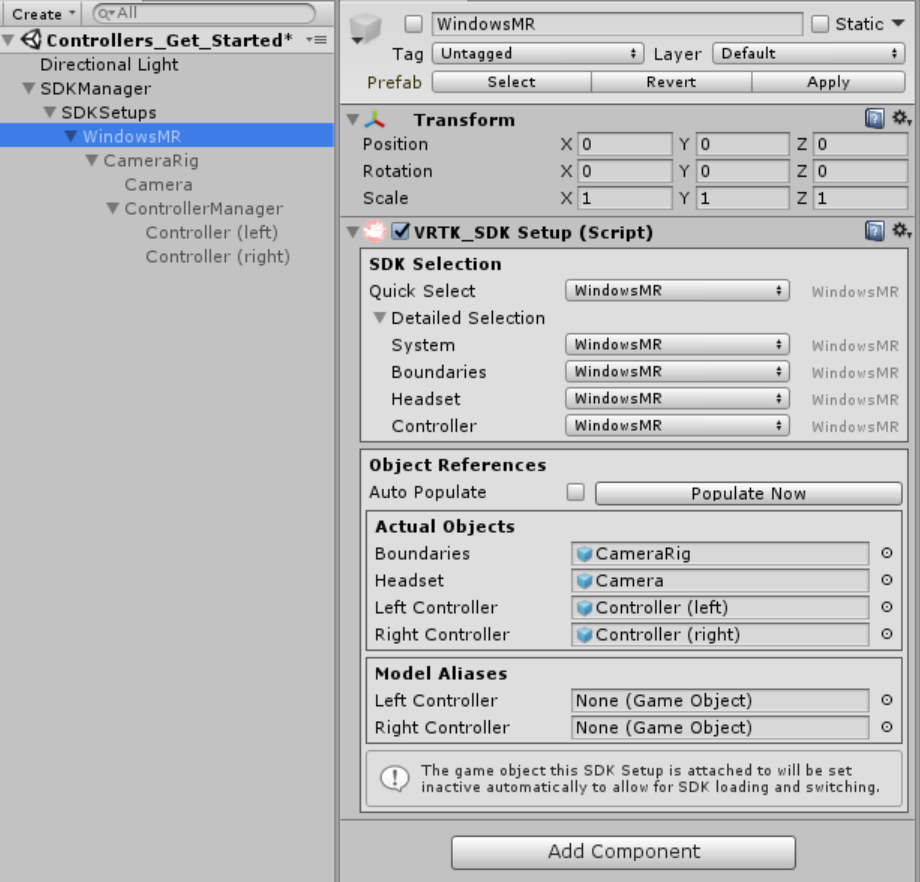 Create
All
Controllers_Get_Started*
Directional Light
SDKManager
SDKSetups
WindowsMR
CameraRig
Camera
ControllerManager
Controller (left)
Controller (right)
WindowsMR Static
Tag Untagged Layer Default
Prefab Select Revert Apply
Transform
Position X 0 Y 0 Z 0
Rotation X 0 Y 0 Z 0
Scale X 1 Y 1 Z 1
VRTK_SDK Setup (Script)
SDK Selection
Quick Select WindowsMR WindowsMR
Detailed Selection
System WindowsMR WindowsMR
Boundaries WindowsMR WindowsMR
Headset WindowsMR WindowsMR
Controller WindowsMR WindowsMR
Object References
Auto Populate Populate Now
Actual Objects
Boundaries CameraRig
Headset Camera
Left Controller Controller (left)
Right Controller Controller (right)
Model Aliases
Left Controller None (Game Object)
Right Controller None (Game Object)
The game object this SDK Setup is attached to will be set
inactive automatically to allow for SDK loading and switching.
Add Component